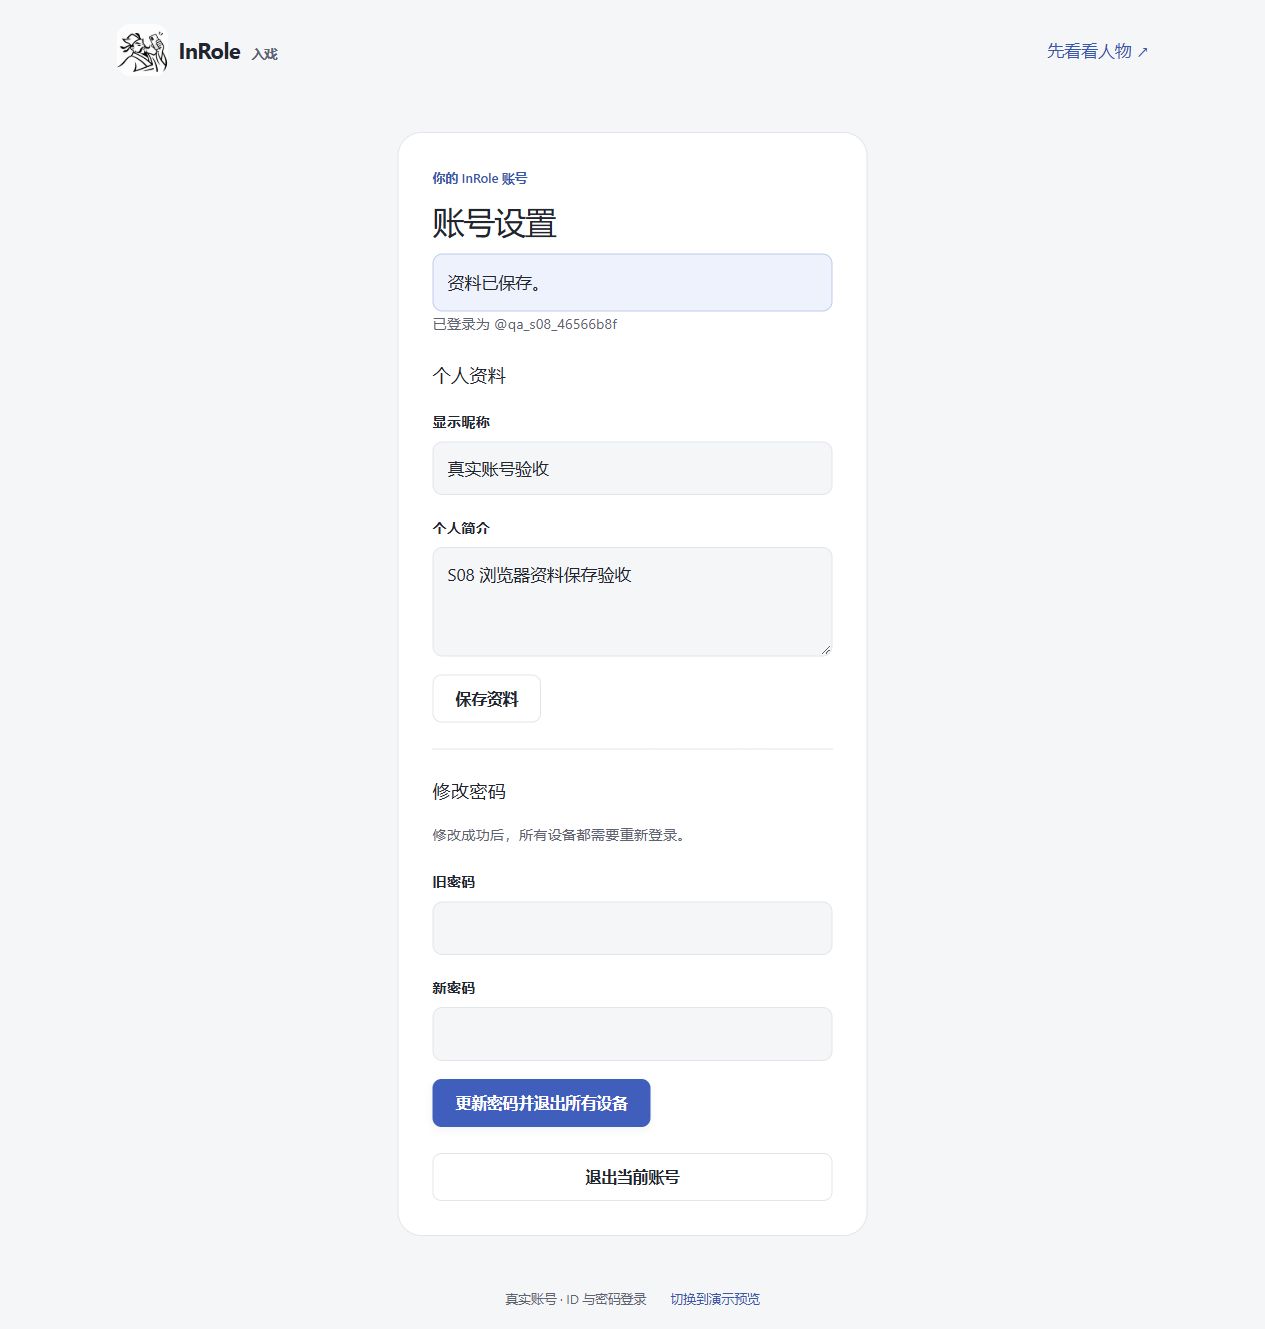 InRole 入戏
先看看人物 ↗
你的 InRole 账号
账号设置
资料已保存。
已登录为 @qa_s08_46566b8f
个人资料
显示昵称
真实账号验收
个人简介
S08 浏览器资料保存验收
保存资料
修改密码
修改成功后，所有设备都需要重新登录。
旧密码
新密码
更新密码并退出所有设备
退出当前账号
真实账号 · ID 与密码登录 切换到演示预览